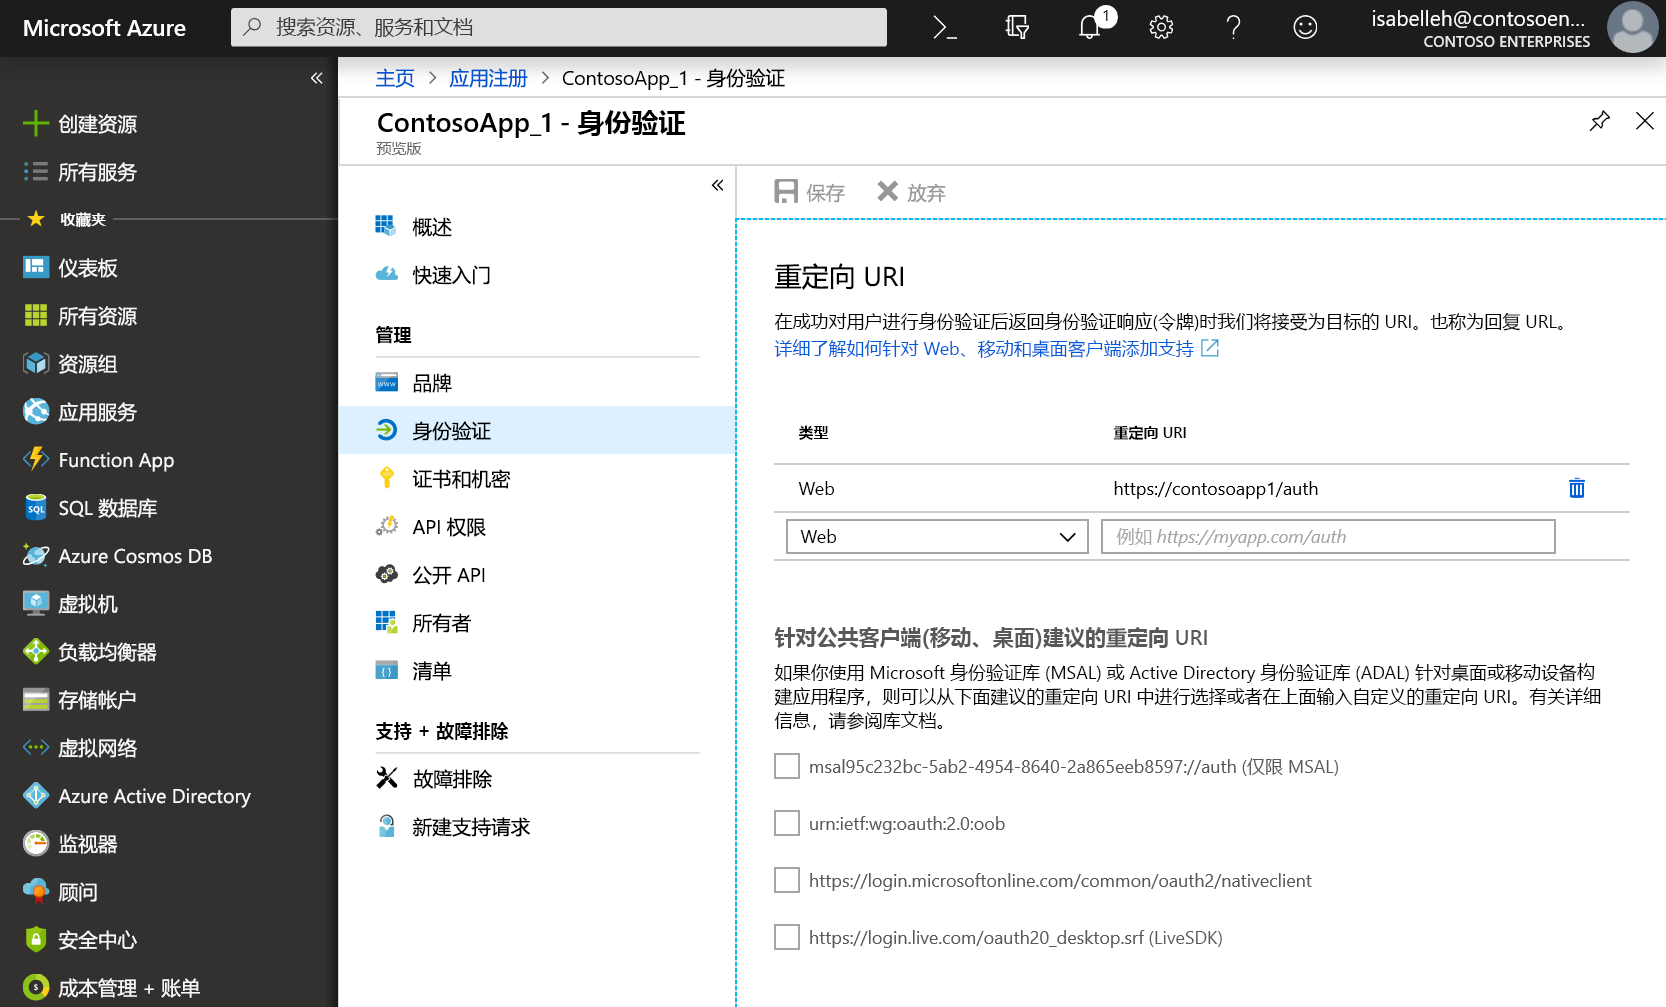 Microsoft Azure
搜索资源、服务和文档
1
isabelleh@contosoen...
CONTOSO ENTERPRISES
创建资源
所有服务
收藏夹
仪表板
所有资源
资源组
应用服务
Function App
SQL 数据库
Azure Cosmos DB
虚拟机
负载均衡器
存储帐户
虚拟网络
Azure Active Directory
监视器
顾问
安全中心
成本管理 + 账单
主页 > 应用注册 > ContosoApp_1 - 身份验证
ContosoApp_1 - 身份验证
预览版
概述
快速入门
管理
品牌
身份验证
证书和机密
API 权限
公开 API
所有者
清单
支持 + 故障排除
故障排除
新建支持请求
保存 放弃
重定向 URI
在成功对用户进行身份验证后返回身份验证响应(令牌)时我们将接受为目标的 URI。也称为回复 URL。
详细了解如何针对 Web、移动和桌面客户端添加支持
类型 重定向 URI
Web https://contosoapp1/auth
Web 例如 https://myapp.com/auth
针对公共客户端(移动、桌面)建议的重定向 URI
如果你使用 Microsoft 身份验证库 (MSAL) 或 Active Directory 身份验证库 (ADAL) 针对桌面或移动设备构
建应用程序，则可以从下面建议的重定向 URI 中进行选择或者在上面输入自定义的重定向 URI。有关详细
信息，请参阅库文档。
msal95c232bc-5ab2-4954-8640-2a865eeb8597://auth (仅限 MSAL)
urn:ietf:wg:oauth:2.0:oob
https://login.microsoftonline.com/common/oauth2/nativeclient
https://login.live.com/oauth20_desktop.srf (LiveSDK)